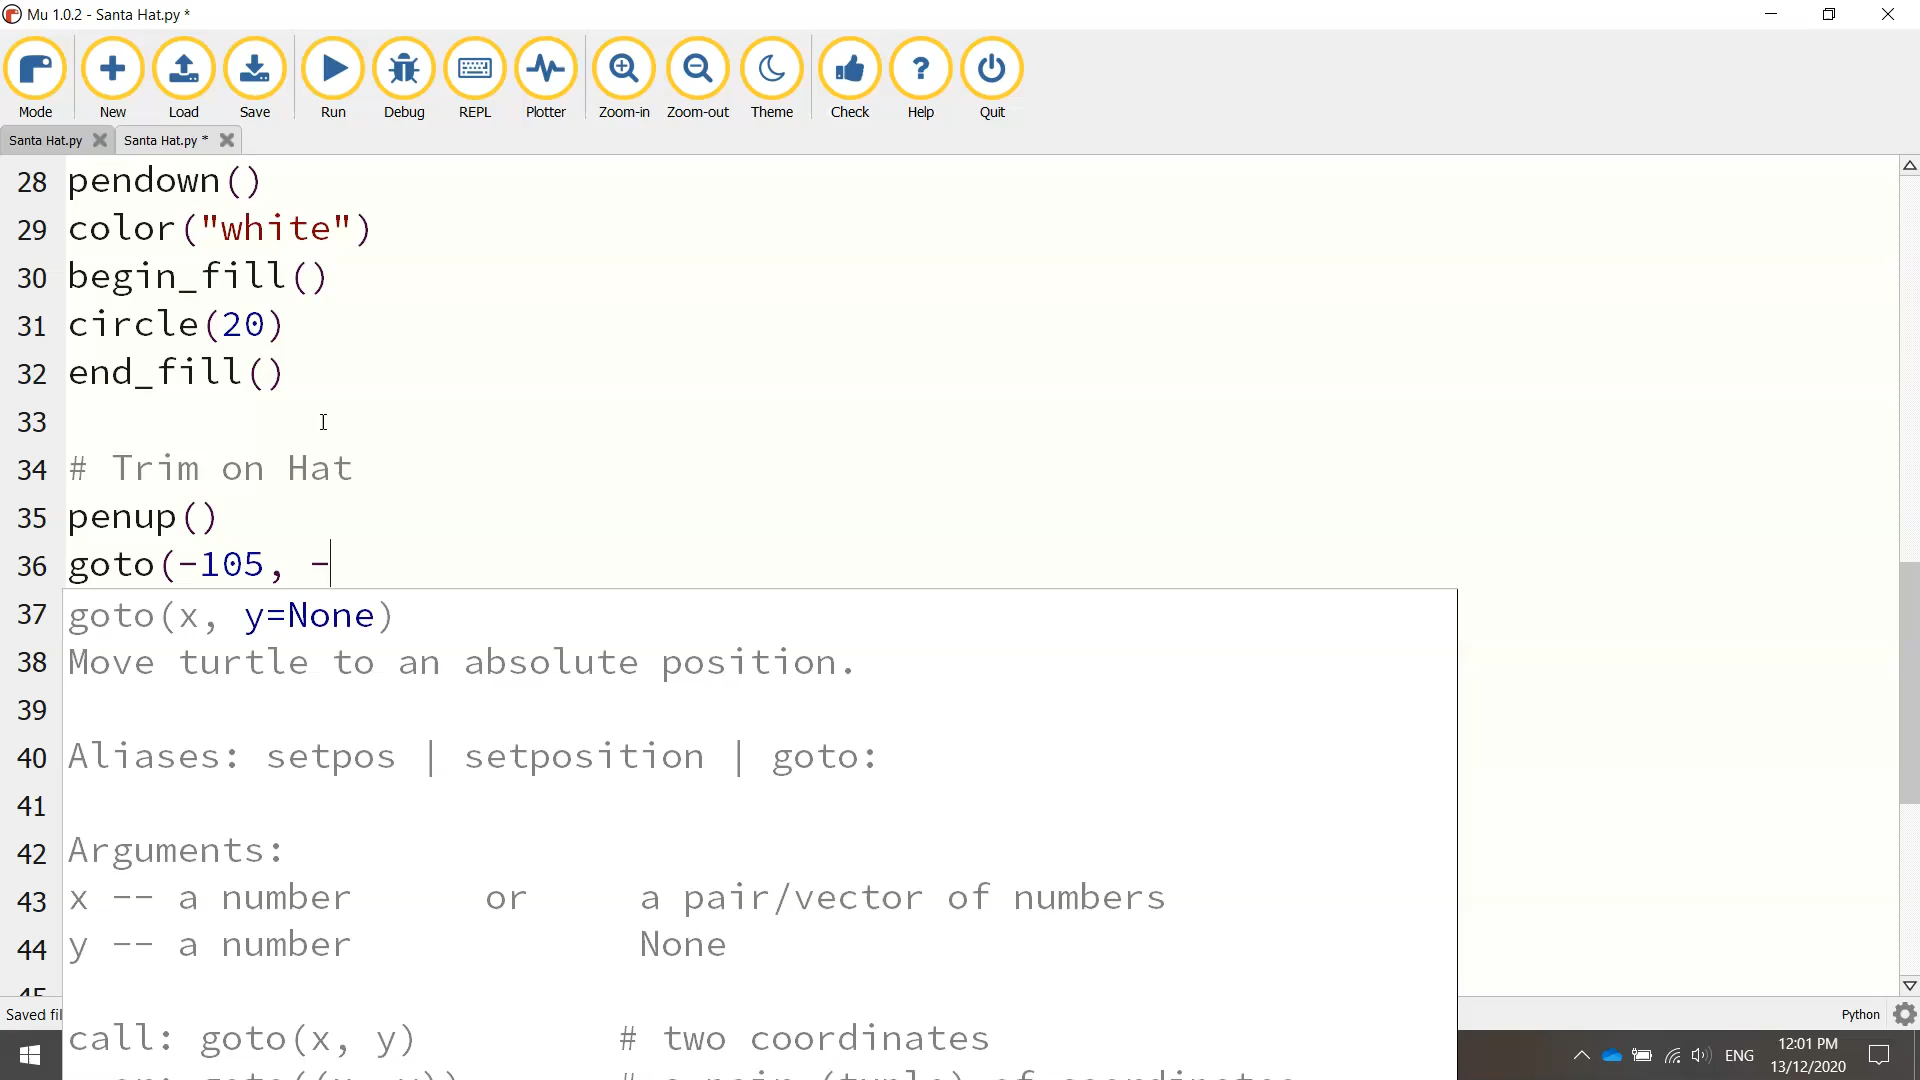 Mu 1.0.2 - Santa Hat.py *
Mode New Load Save Run Debug REPL Plotter Zoom-in Zoom-out Theme Check Help Quit
Santa Hat.py Santa Hat.py *
28 pendown()
29 color("white")
30 begin_fill()
31 circle(20)
32 end_fill()
33
34 # Trim on Hat
35 penup()
36 goto(-105, -
37 goto(x, y=None)
38 Move turtle to an absolute position.
39
40 Aliases: setpos | setposition | goto:
41
42 Arguments:
43 x -- a number or a pair/vector of numbers
44 y -- a number None
45
Saved fil
Python
call: goto(x, y) # two coordinates
ENG
12:01 PM
13/12/2020